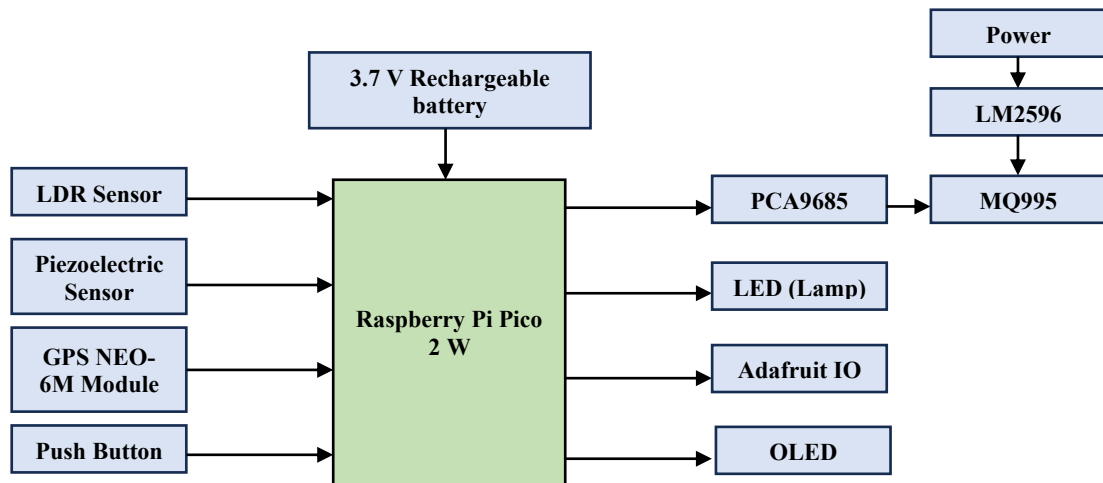 Power
3.7 V Rechargeable
battery
LM2596
LDR Sensor
PCA9685
MQ995
Piezoelectric
Sensor
LED (Lamp)
Raspberry Pi Pico
2 W
GPS NEO-
6M Module
Adafruit IO
Push Button
OLED